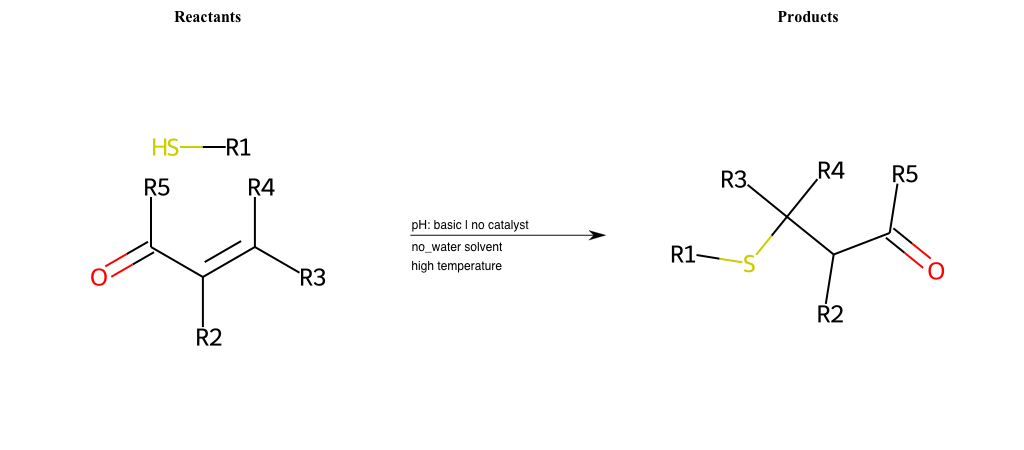 Reactants
Products
HS
R1
R5
R4
O
R3
R2
pH: basic | no catalyst
no_water solvent
high temperature
R3
R4
R5
R1
S
O
R2